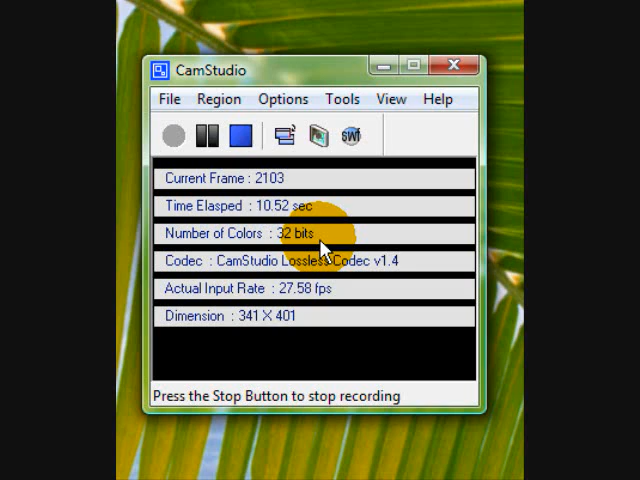 CamStudio
File Region Options Tools View Help
swf
Current Frame : 2103
Time Elasped : 10.52 sec
Number of Colors : 32 bits
Codec : CamStudio Lossless Codec v1.4
Actual Input Rate : 27.58 fps
Dimension : 341 X 401
Press the Stop Button to stop recording